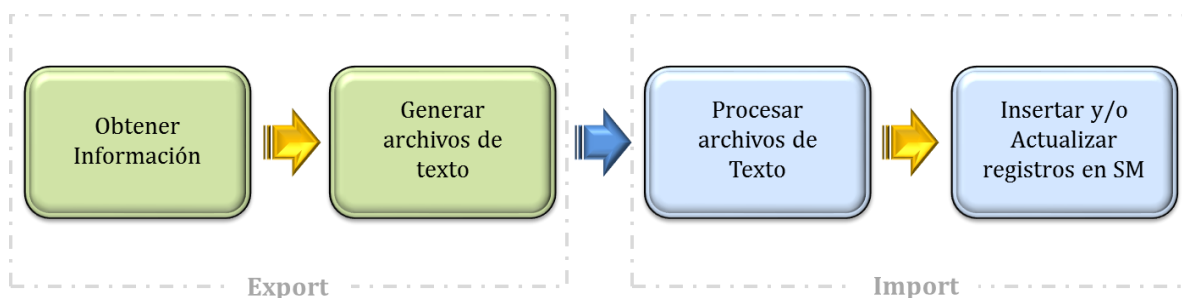 Obtener
Información
Generar
archivos de
texto
Procesar
archivos de
Texto
Insertar y/o
Actualizar
registros en SM
Export
Import